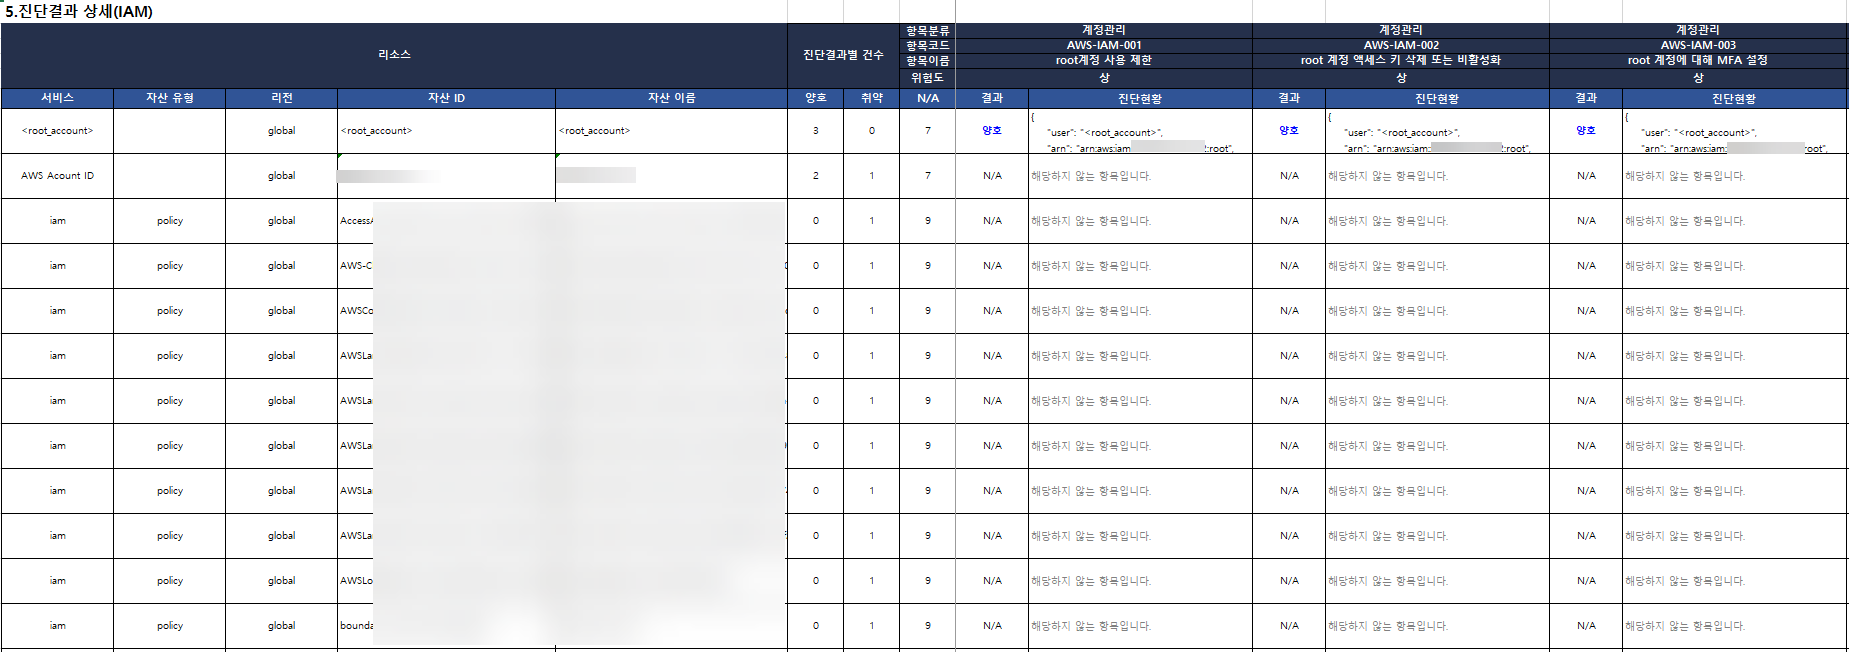 5.진단결과 상세(IAM)
리소스 진단결과별 건수 항목분류 계정관리 계정관리 계정관리
항목코드 AWS-IAM-001 AWS-IAM-002 AWS-IAM-003
항목이름 root계정 사용 제한 root 계정 액세스 키 삭제 또는 비활성화 root 계정에 대해 MFA 설정
위험도 상 상 상
서비스 자산 유형 리전 자산 ID 자산 이름 양호 취약 N/A 결과 진단현황 결과 진단현황 결과 진단현황
<root_account> global <root_account> <root_account> 3 0 7 양호 { 양호 { 양호 {
"user": "<root_account>", "user": "<root_account>", "user": "<root_account>",
"arn": "arn:aws:iam: :root", "arn": "arn:aws:iam: :root", "arn": "arn:aws:iam: root",
AWS Acount ID global 2 1 7 N/A 해당하지 않는 항목입니다. N/A 해당하지 않는 항목입니다. N/A 해당하지 않는 항목입니다.
iam policy global AccessA 0 1 9 N/A 해당하지 않는 항목입니다. N/A 해당하지 않는 항목입니다. N/A 해당하지 않는 항목입니다.
iam policy global AWS-C 0 1 9 N/A 해당하지 않는 항목입니다. N/A 해당하지 않는 항목입니다. N/A 해당하지 않는 항목입니다.
iam policy global AWSCo 0 1 9 N/A 해당하지 않는 항목입니다. N/A 해당하지 않는 항목입니다. N/A 해당하지 않는 항목입니다.
iam policy global AWSLa 0 1 9 N/A 해당하지 않는 항목입니다. N/A 해당하지 않는 항목입니다. N/A 해당하지 않는 항목입니다.
iam policy global AWSLa 0 1 9 N/A 해당하지 않는 항목입니다. N/A 해당하지 않는 항목입니다. N/A 해당하지 않는 항목입니다.
iam policy global AWSLa 0 1 9 N/A 해당하지 않는 항목입니다. N/A 해당하지 않는 항목입니다. N/A 해당하지 않는 항목입니다.
iam policy global AWSLa 0 1 9 N/A 해당하지 않는 항목입니다. N/A 해당하지 않는 항목입니다. N/A 해당하지 않는 항목입니다.
iam policy global AWSLa 0 1 9 N/A 해당하지 않는 항목입니다. N/A 해당하지 않는 항목입니다. N/A 해당하지 않는 항목입니다.
iam policy global AWSLo 0 1 9 N/A 해당하지 않는 항목입니다. N/A 해당하지 않는 항목입니다. N/A 해당하지 않는 항목입니다.
iam policy global bounda 0 1 9 N/A 해당하지 않는 항목입니다. N/A 해당하지 않는 항목입니다. N/A 해당하지 않는 항목입니다.